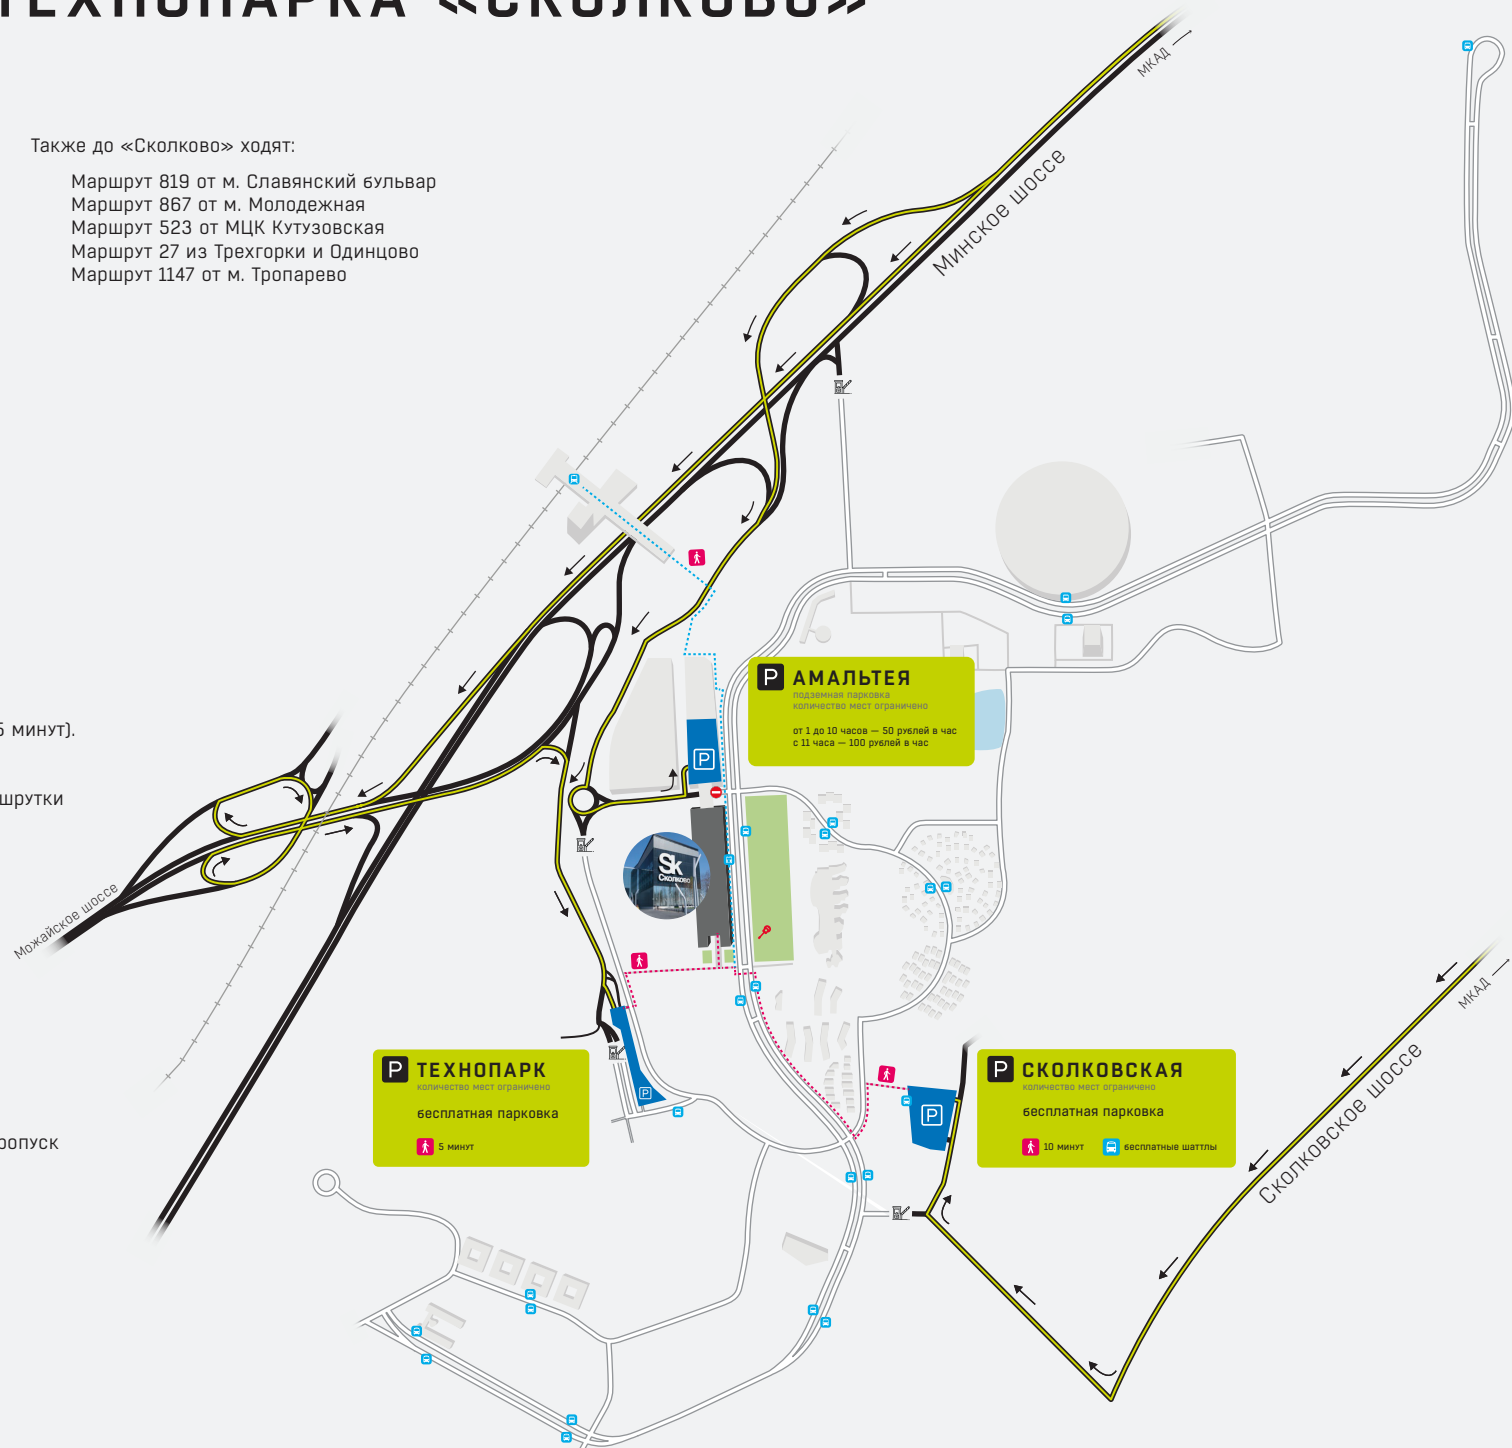 ТЕХНОПАРКА «СКОЛКОВО»
МКАД
Также до «Сколково» ходят:
Маршрут 819 от м. Славянский бульвар
Маршрут 867 от м. Молодежная
Маршрут 523 от МЦК Кутузовская
Маршрут 27 из Трехгорки и Одинцово
Маршрут 1147 от м. Тропарево
Минское шоссе
P АМАЛЬТЕЯ
подземная парковка
количество мест ограничено
от 1 до 10 часов — 50 рублей в час
с 11 часа — 100 рублей в час
5 минут).
P
шрутки
Sk
Сколково
Можайское шоссе
МКАД
P ТЕХНОПАРК
количество мест ограничено
бесплатная парковка
5 минут
P
P
P СКОЛКОВСКАЯ
количество мест ограничено
бесплатная парковка
10 минут
бесплатные шаттлы
Сколковское шоссе
ропуск